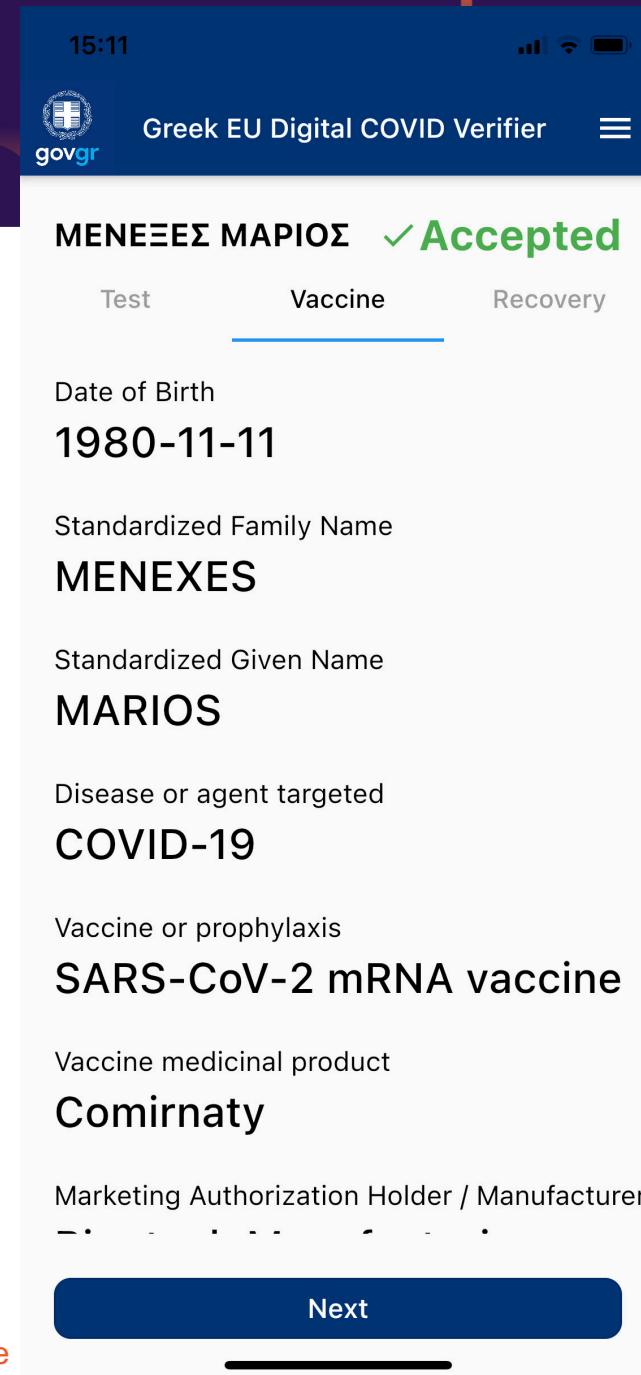 15:11
govgr
Greek EU Digital COVID Verifier
ΜΕΝΕΞΕΣ ΜΑΡΙΟΣ ✓ Accepted
Test Vaccine Recovery
Date of Birth
1980-11-11
Standardized Family Name
MENEXES
Standardized Given Name
MARIOS
Disease or agent targeted
COVID-19
Vaccine or prophylaxis
SARS-CoV-2 mRNA vaccine
Vaccine medicinal product
Comirnaty
Marketing Authorization Holder / Manufacturer
Next
e